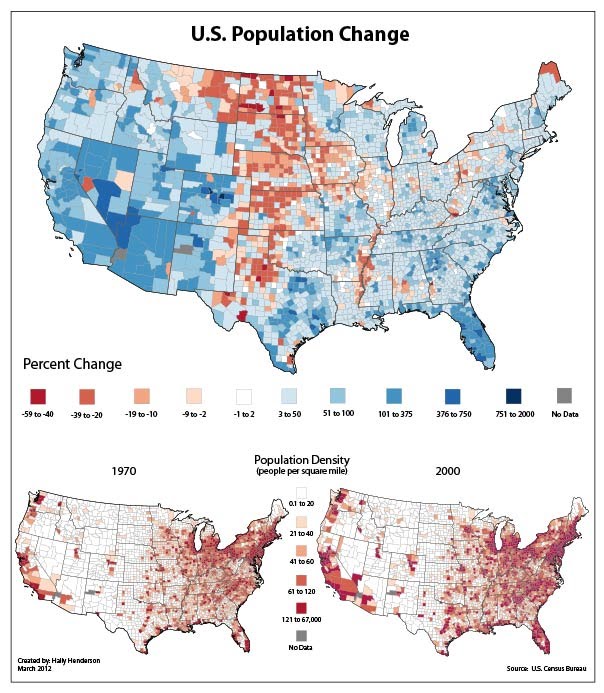 U.S. Population Change
Percent Change
-59 to -40
-39 to -20
-19 to -10
-9 to -2
-1 to 2
3 to 50
51 to 100
101 to 375
376 to 750
751 to 2000
No Data
Population Density
(people per square mile)
1970
2000
0.1 to 20
21 to 40
41 to 60
61 to 120
121 to 67,000
No Data
Created by: Hally Henderson
March 2012
Source: U.S. Census Bureau